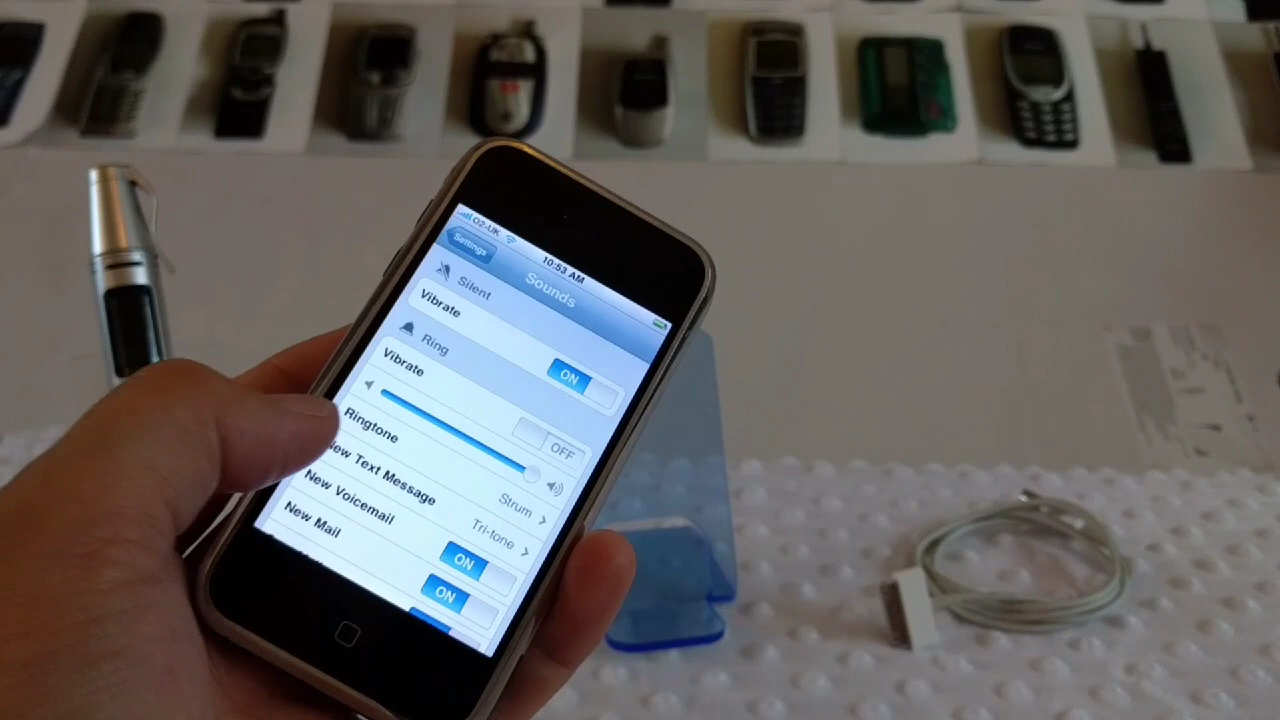 O2-UK
10:53 AM
Settings
Sounds
Silent
Vibrate
ON
Ring
Vibrate
OFF
Ringtone
Strum
New Text Message
Tri-tone
New Voicemail
ON
New Mail
ON